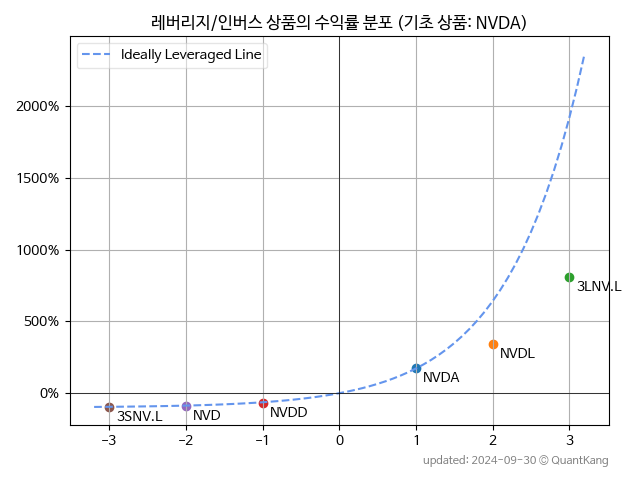 레버리지/인버스 상품의 수익률 분포 (기초 상품: NVDA)
Ideally Leveraged Line
2000%
1500%
1000%
500%
0%
3LNV.L
NVDL
NVDA
NVDD
NVD
3SNV.L
−3 −2 −1 0 1 2 3
updated: 2024-09-30 © QuantKang